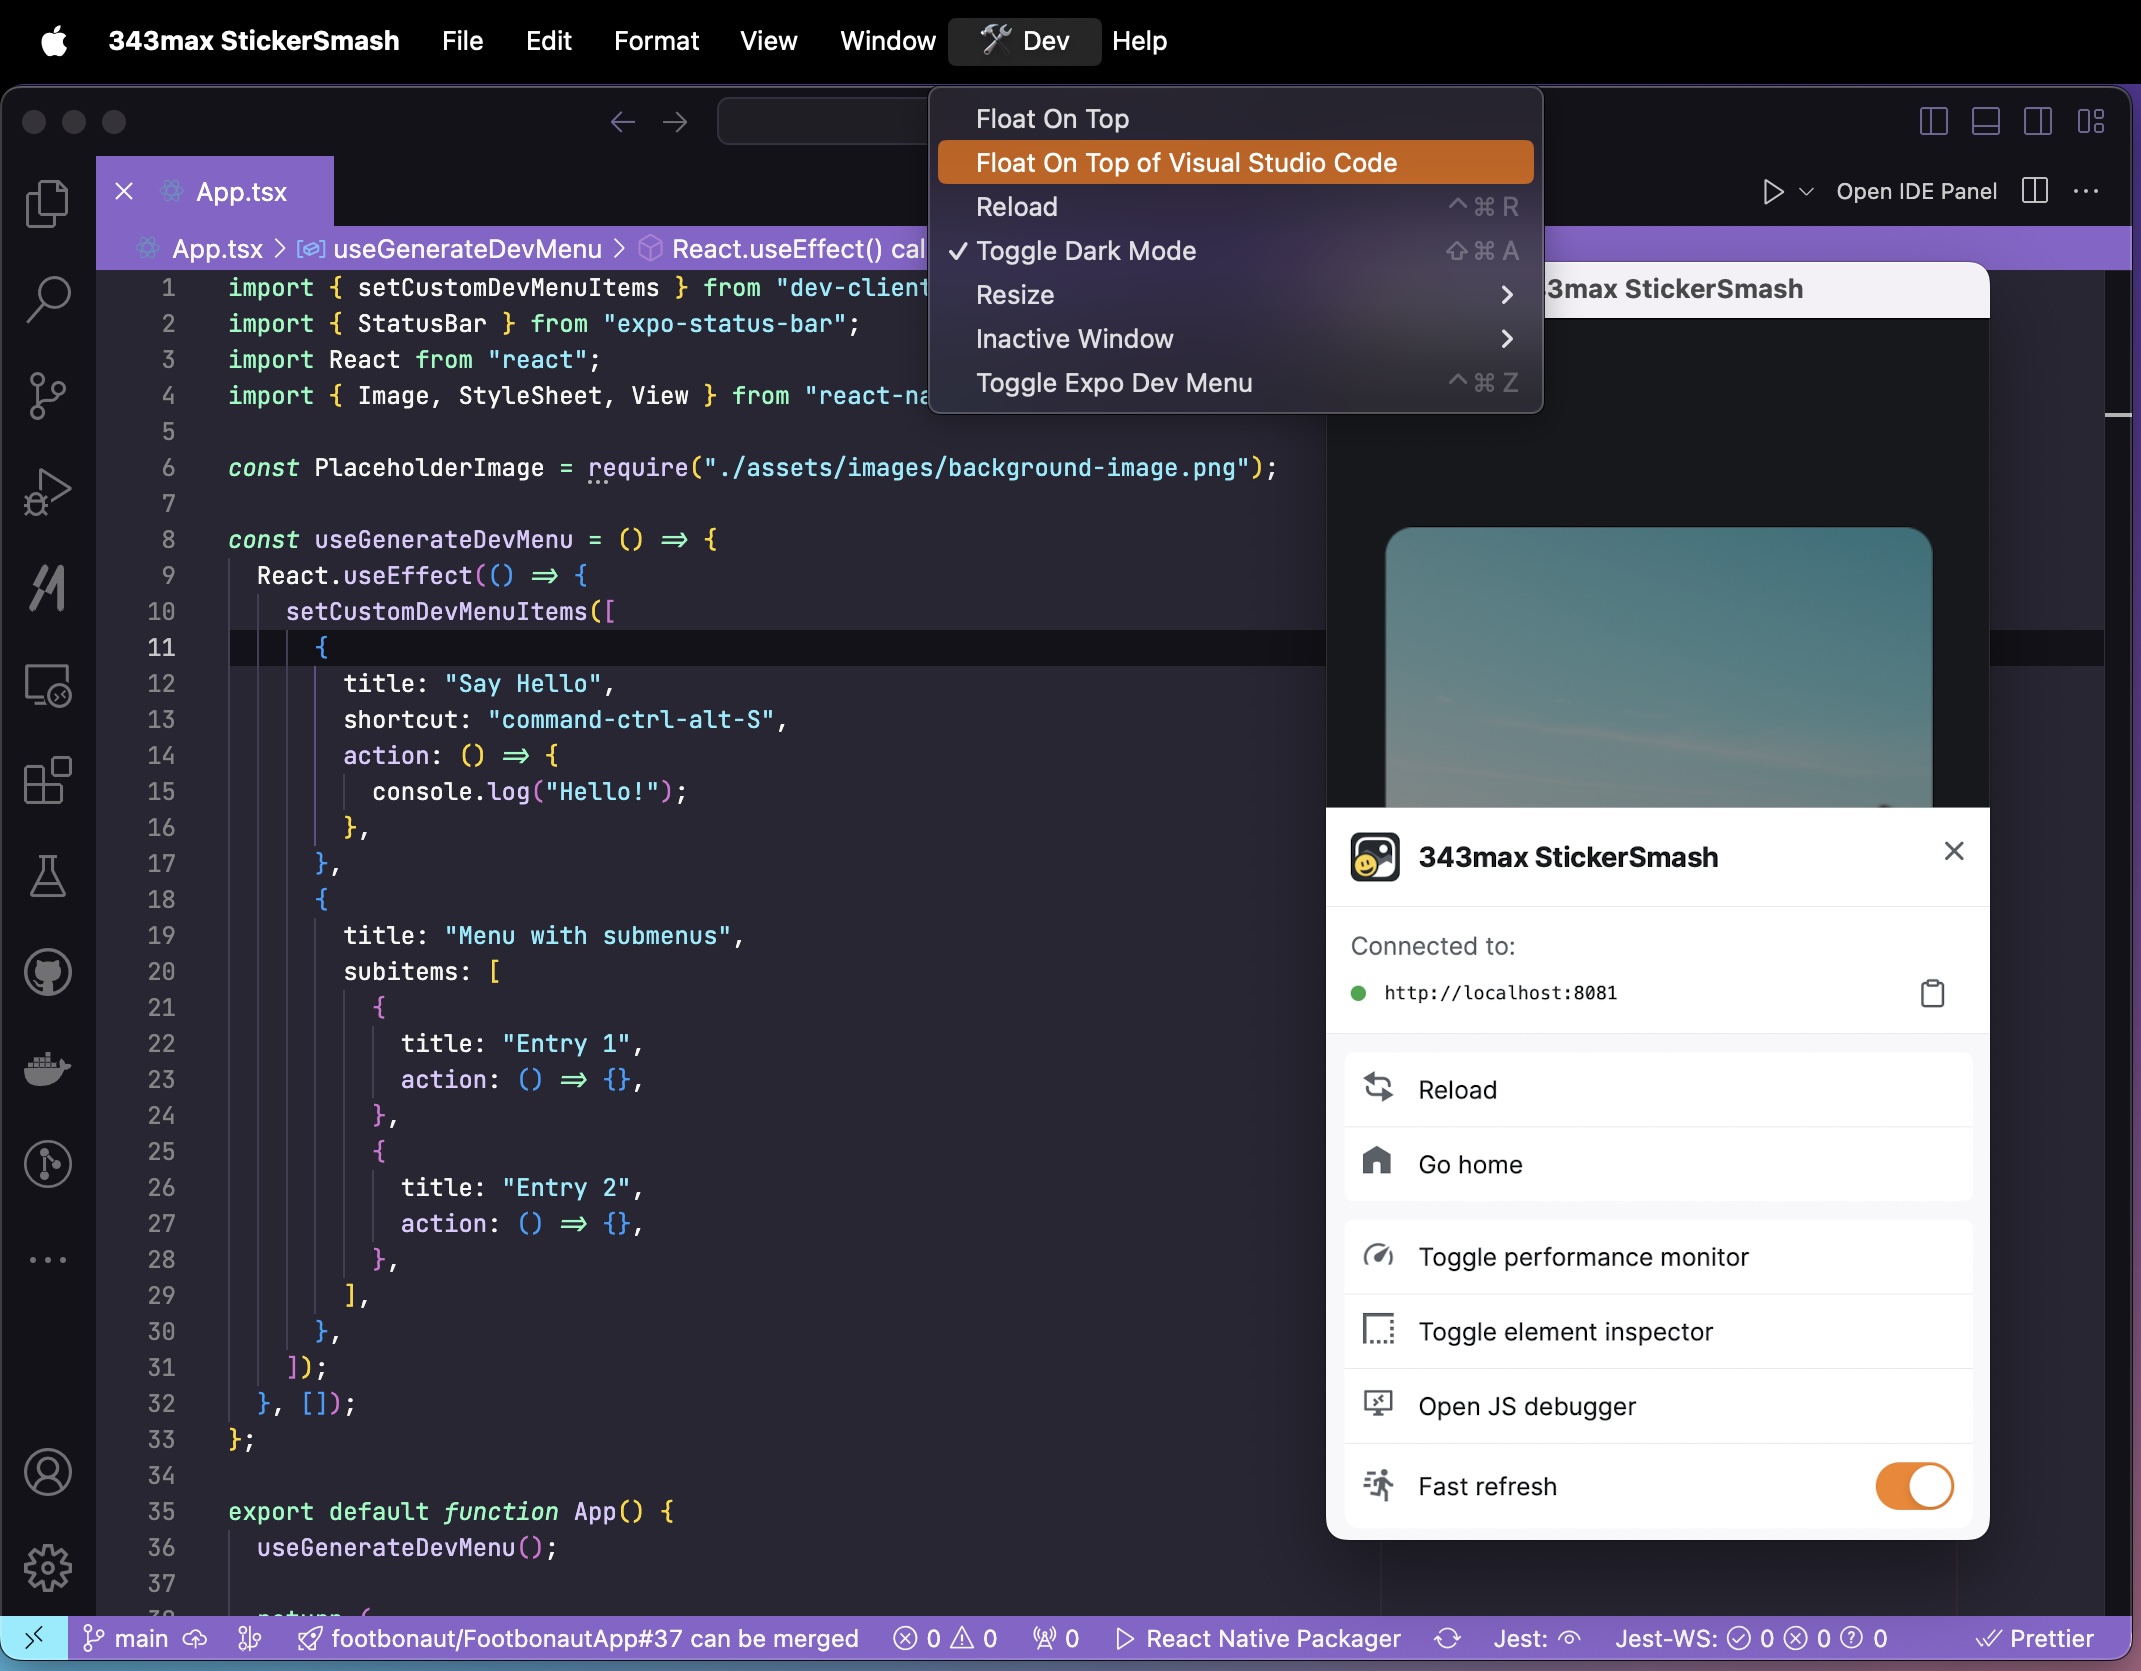 343max StickerSmash File Edit Format View Window 🛠 Dev Help
Float On Top
Float On Top of Visual Studio Code
Reload ^⌘R
✓ Toggle Dark Mode ⇧⌘A
Resize
Inactive Window
Toggle Expo Dev Menu ^⌘Z
App.tsx
Open IDE Panel
App.tsx > useGenerateDevMenu > React.useEffect() cal
1 import { setCustomDevMenuItems } from "dev-client
2 import { StatusBar } from "expo-status-bar";
3 import React from "react";
4 import { Image, StyleSheet, View } from "react-na
5
6 const PlaceholderImage = require("./assets/images/background-image.png");
7
8 const useGenerateDevMenu = () => {
9 React.useEffect(() => {
10 setCustomDevMenuItems([
11 {
12 title: "Say Hello",
13 shortcut: "command-ctrl-alt-S",
14 action: () => {
15 console.log("Hello!");
16 },
17 },
18 {
19 title: "Menu with submenus",
20 subitems: [
21 {
22 title: "Entry 1",
23 action: () => {},
24 },
25 {
26 title: "Entry 2",
27 action: () => {},
28 },
29 ],
30 },
31 ]);
32 }, []);
33 };
34
35 export default function App() {
36 useGenerateDevMenu();
37
3max StickerSmash
343max StickerSmash
Connected to:
http://localhost:8081
Reload
Go home
Toggle performance monitor
Toggle element inspector
Open JS debugger
Fast refresh
main footbonaut/FootbonautApp#37 can be merged 0 0 0 React Native Packager Jest: Jest-WS: 0 0 0 Prettier